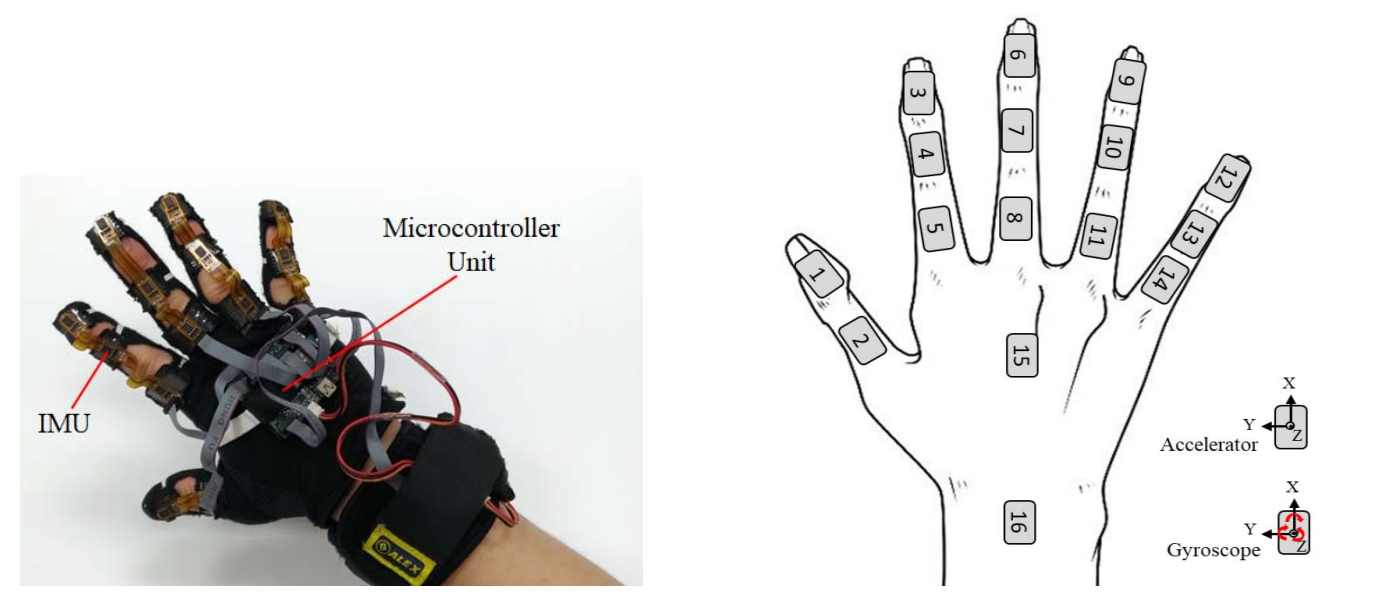 Microcontroller
Unit
IMU
ALEX
6
3
9
7
4
10
12
8
5
11
13
1
14
2
15
16
X
Y
Z
Accelerator
X
Y
Z
Gyroscope